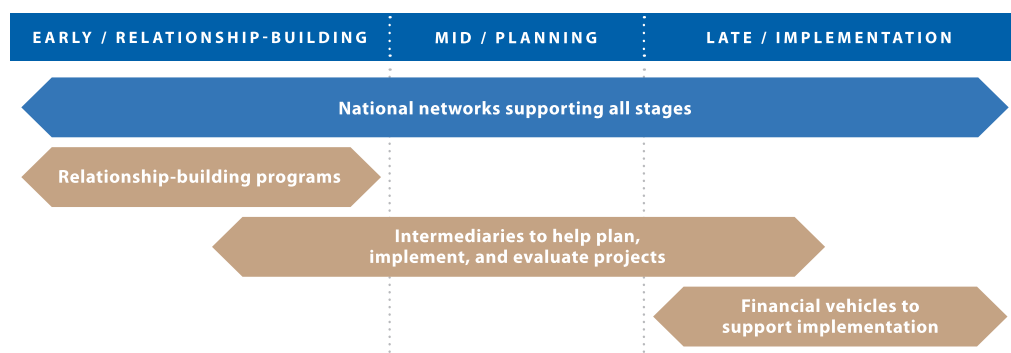 EARLY / RELATIONSHIP-BUILDING
MID / PLANNING
LATE / IMPLEMENTATION
National networks supporting all stages
Relationship-building programs
Intermediaries to help plan,
implement, and evaluate projects
Financial vehicles to
support implementation